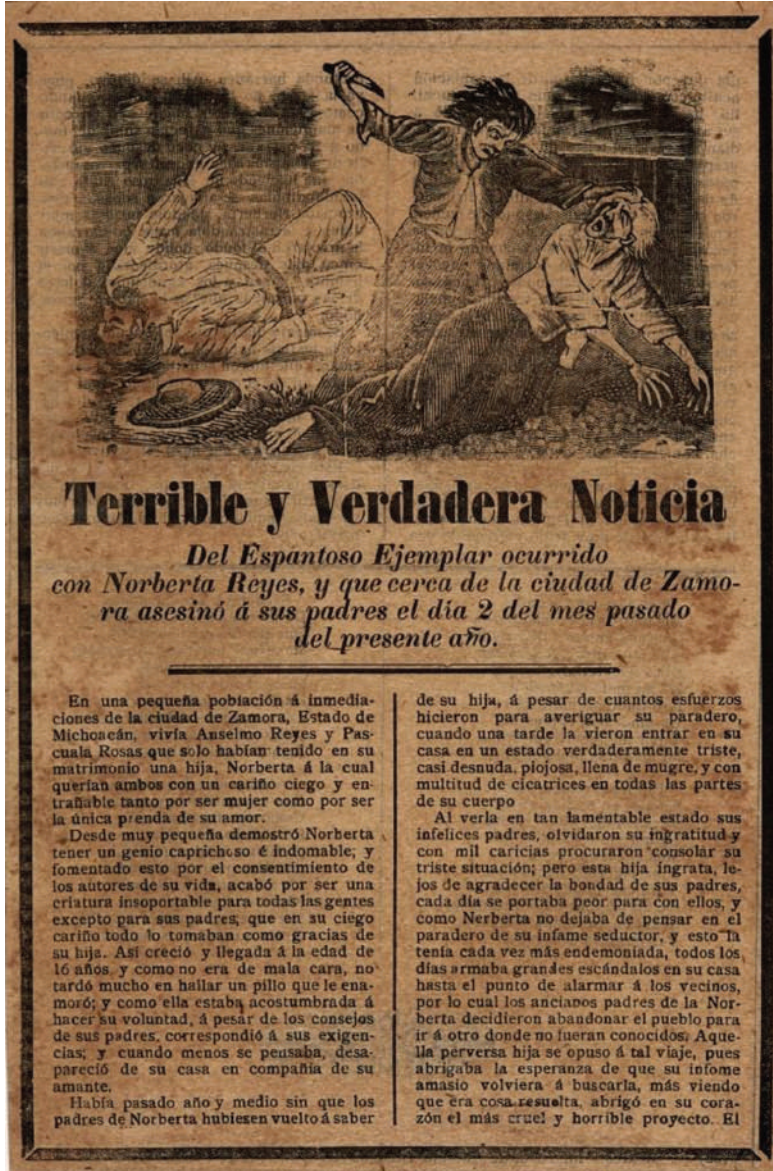 Terrible y Verdadera Noticia
Del Espantoso Ejemplar ocurrido
con Norberta Reyes, y que cerca de la ciudad de Zamo-
ra asesinó á sus padres el día 2 del mes pasado
del presente año.
En una pequeña población á inmedia-
ciones de la ciudad de Zamora, Estado de
Michoacán, vivía Anselmo Reyes y Pas-
cuala Rosas que solo habían tenido en su
matrimonio una hija, Norberta á la cual
querían ambos con un cariño ciego y en-
trañable tanto por ser mujer como por ser
la única prenda de su amor.
Desde muy pequeña demostró Norberta
tener un genio caprichoso é indomable; y
fomentado esto por el consentimiento de
los autores de su vida, acabó por ser una
criatura insoportable para todas las gentes
excepto para sus padres; que en su ciego
cariño todo lo tomaban como gracias de
su hija. Así creció y llegada á la edad de
16 años, y como no era de mala cara, no
tardó mucho en hallar un pillo que le ena-
moró; y como ella estaba acostumbrada á
hacer su voluntad, á pesar de los consejos
de sus padres, correspondió á sus exigen-
cias; y cuando menos se pensaba, desa-
pareció de su casa en compañia de su
amante.
Había pasado año y medio sin que los
padres de Norberta hubiesen vuelto á saber
de su hija, á pesar de cuantos esfuerzos
hicieron para averiguar su paradero,
cuando una tarde la vieron entrar en su
casa en un estado verdaderamente triste,
casi desnuda, piojosa, llena de mugre, y con
multitud de cicatrices en todas las partes
de su cuerpo
Al verla en tan lamentable estado sus
infelices padres, olvidaron su ingratitud y
con mil caricias procuraron consolar su
triste situación; pero esta hija ingrata, le-
jos de agradecer la bondad de sus padres,
cada día se portaba peor para con ellos, y
como Nerberta no dejaba de pensar en el
paradero de su infame seductor, y esto la
tenía cada vez más endemoniada, todos los
días armaba grandes escándalos en su casa
hasta el punto de alarmar á los vecinos,
por lo cual los ancianos padres de la Nor-
berta decidieron abandonar el pueblo para
ir á otro donde no fueran conocidos. Aque-
lla perversa hija se opuso á tal viaje, pues
abrigaba la esperanza de que su infome
amasio volviera á buscarla, más viendo
que era cosa resuelta, abrigó en su cora-
zón el más cruel y horrible proyecto. El